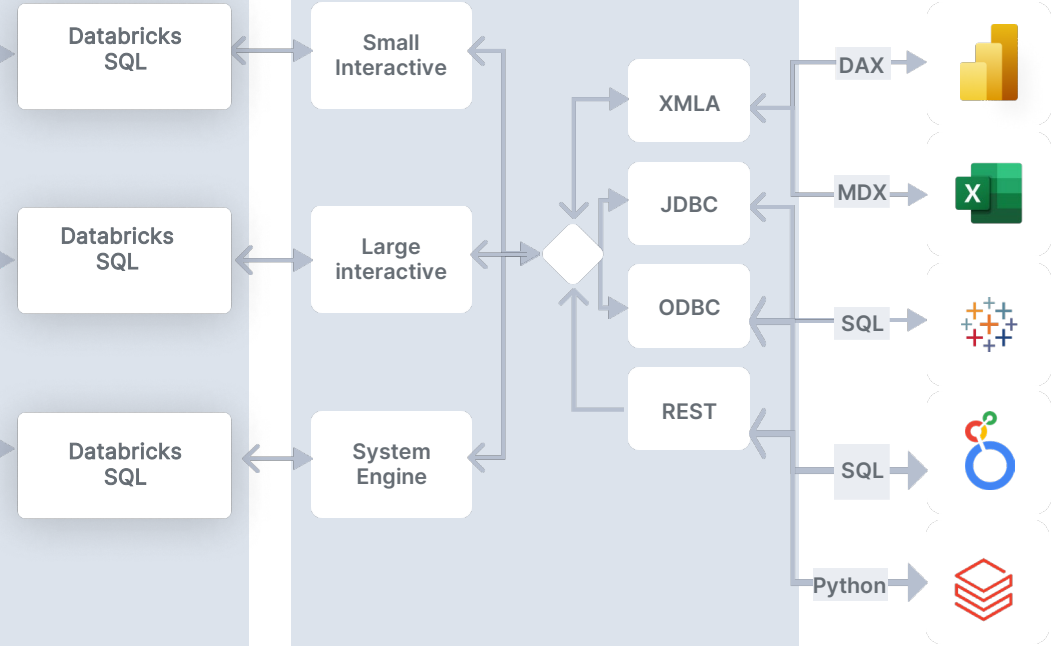 Databricks
SQL
Small
Interactive
XMLA
DAX
JDBC
MDX
X
Databricks
SQL
Large
interactive
ODBC
SQL
REST
Databricks
SQL
System
Engine
SQL
Python